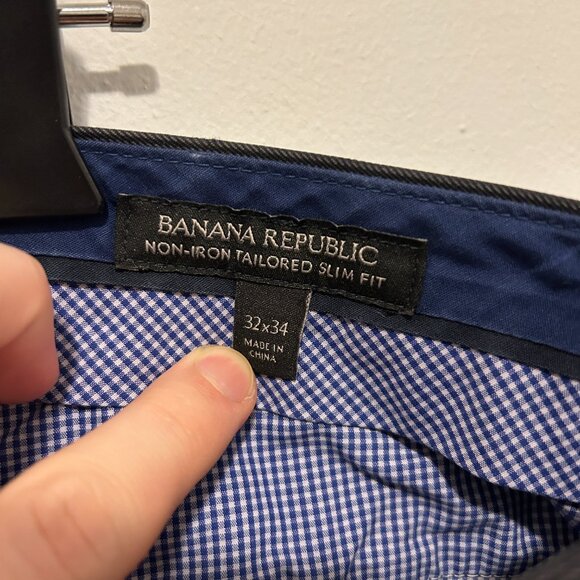 BANANA REPUBLIC
NON-IRON TAILORED SLIM FIT
32x34
MADE IN
CHINA